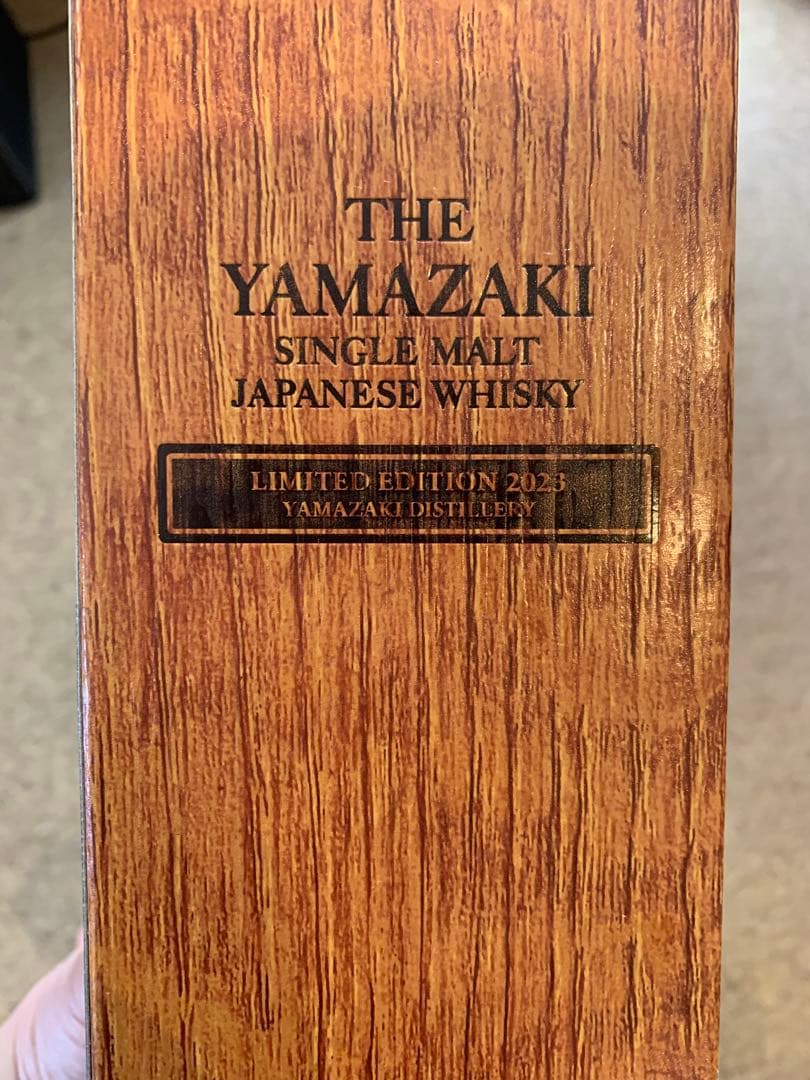 THE
YAMAZAKI
SINGLE MALT
JAPANESE WHISKY
LIMITED EDITION 2023
YAMAZAKI DISTILLERY